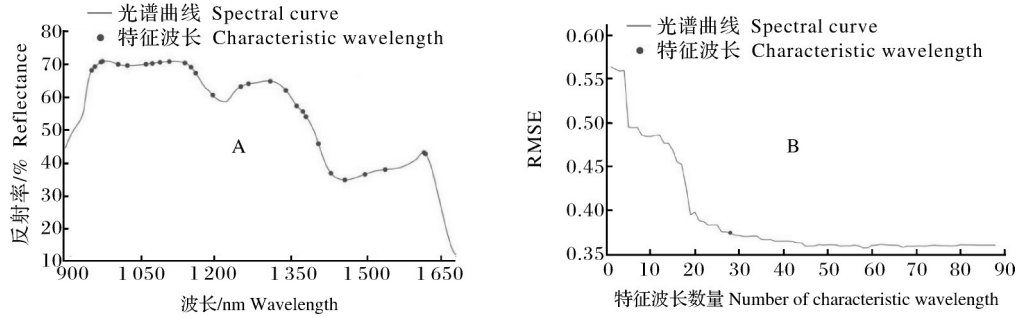 光谱曲线 Spectral curve
特征波长 Characteristic wavelength
反射率/% Reflectance
80
70
60
50
40
30
20
10
A
900 1 050 1 200 1 350 1 500 1 650
波长/nm Wavelength
光谱曲线 Spectral curve
特征波长 Characteristic wavelength
RMSE
0.60
0.55
0.50
0.45
0.40
0.35
B
0 10 20 30 40 50 60 70 80 90
特征波长数量 Number of characteristic wavelength